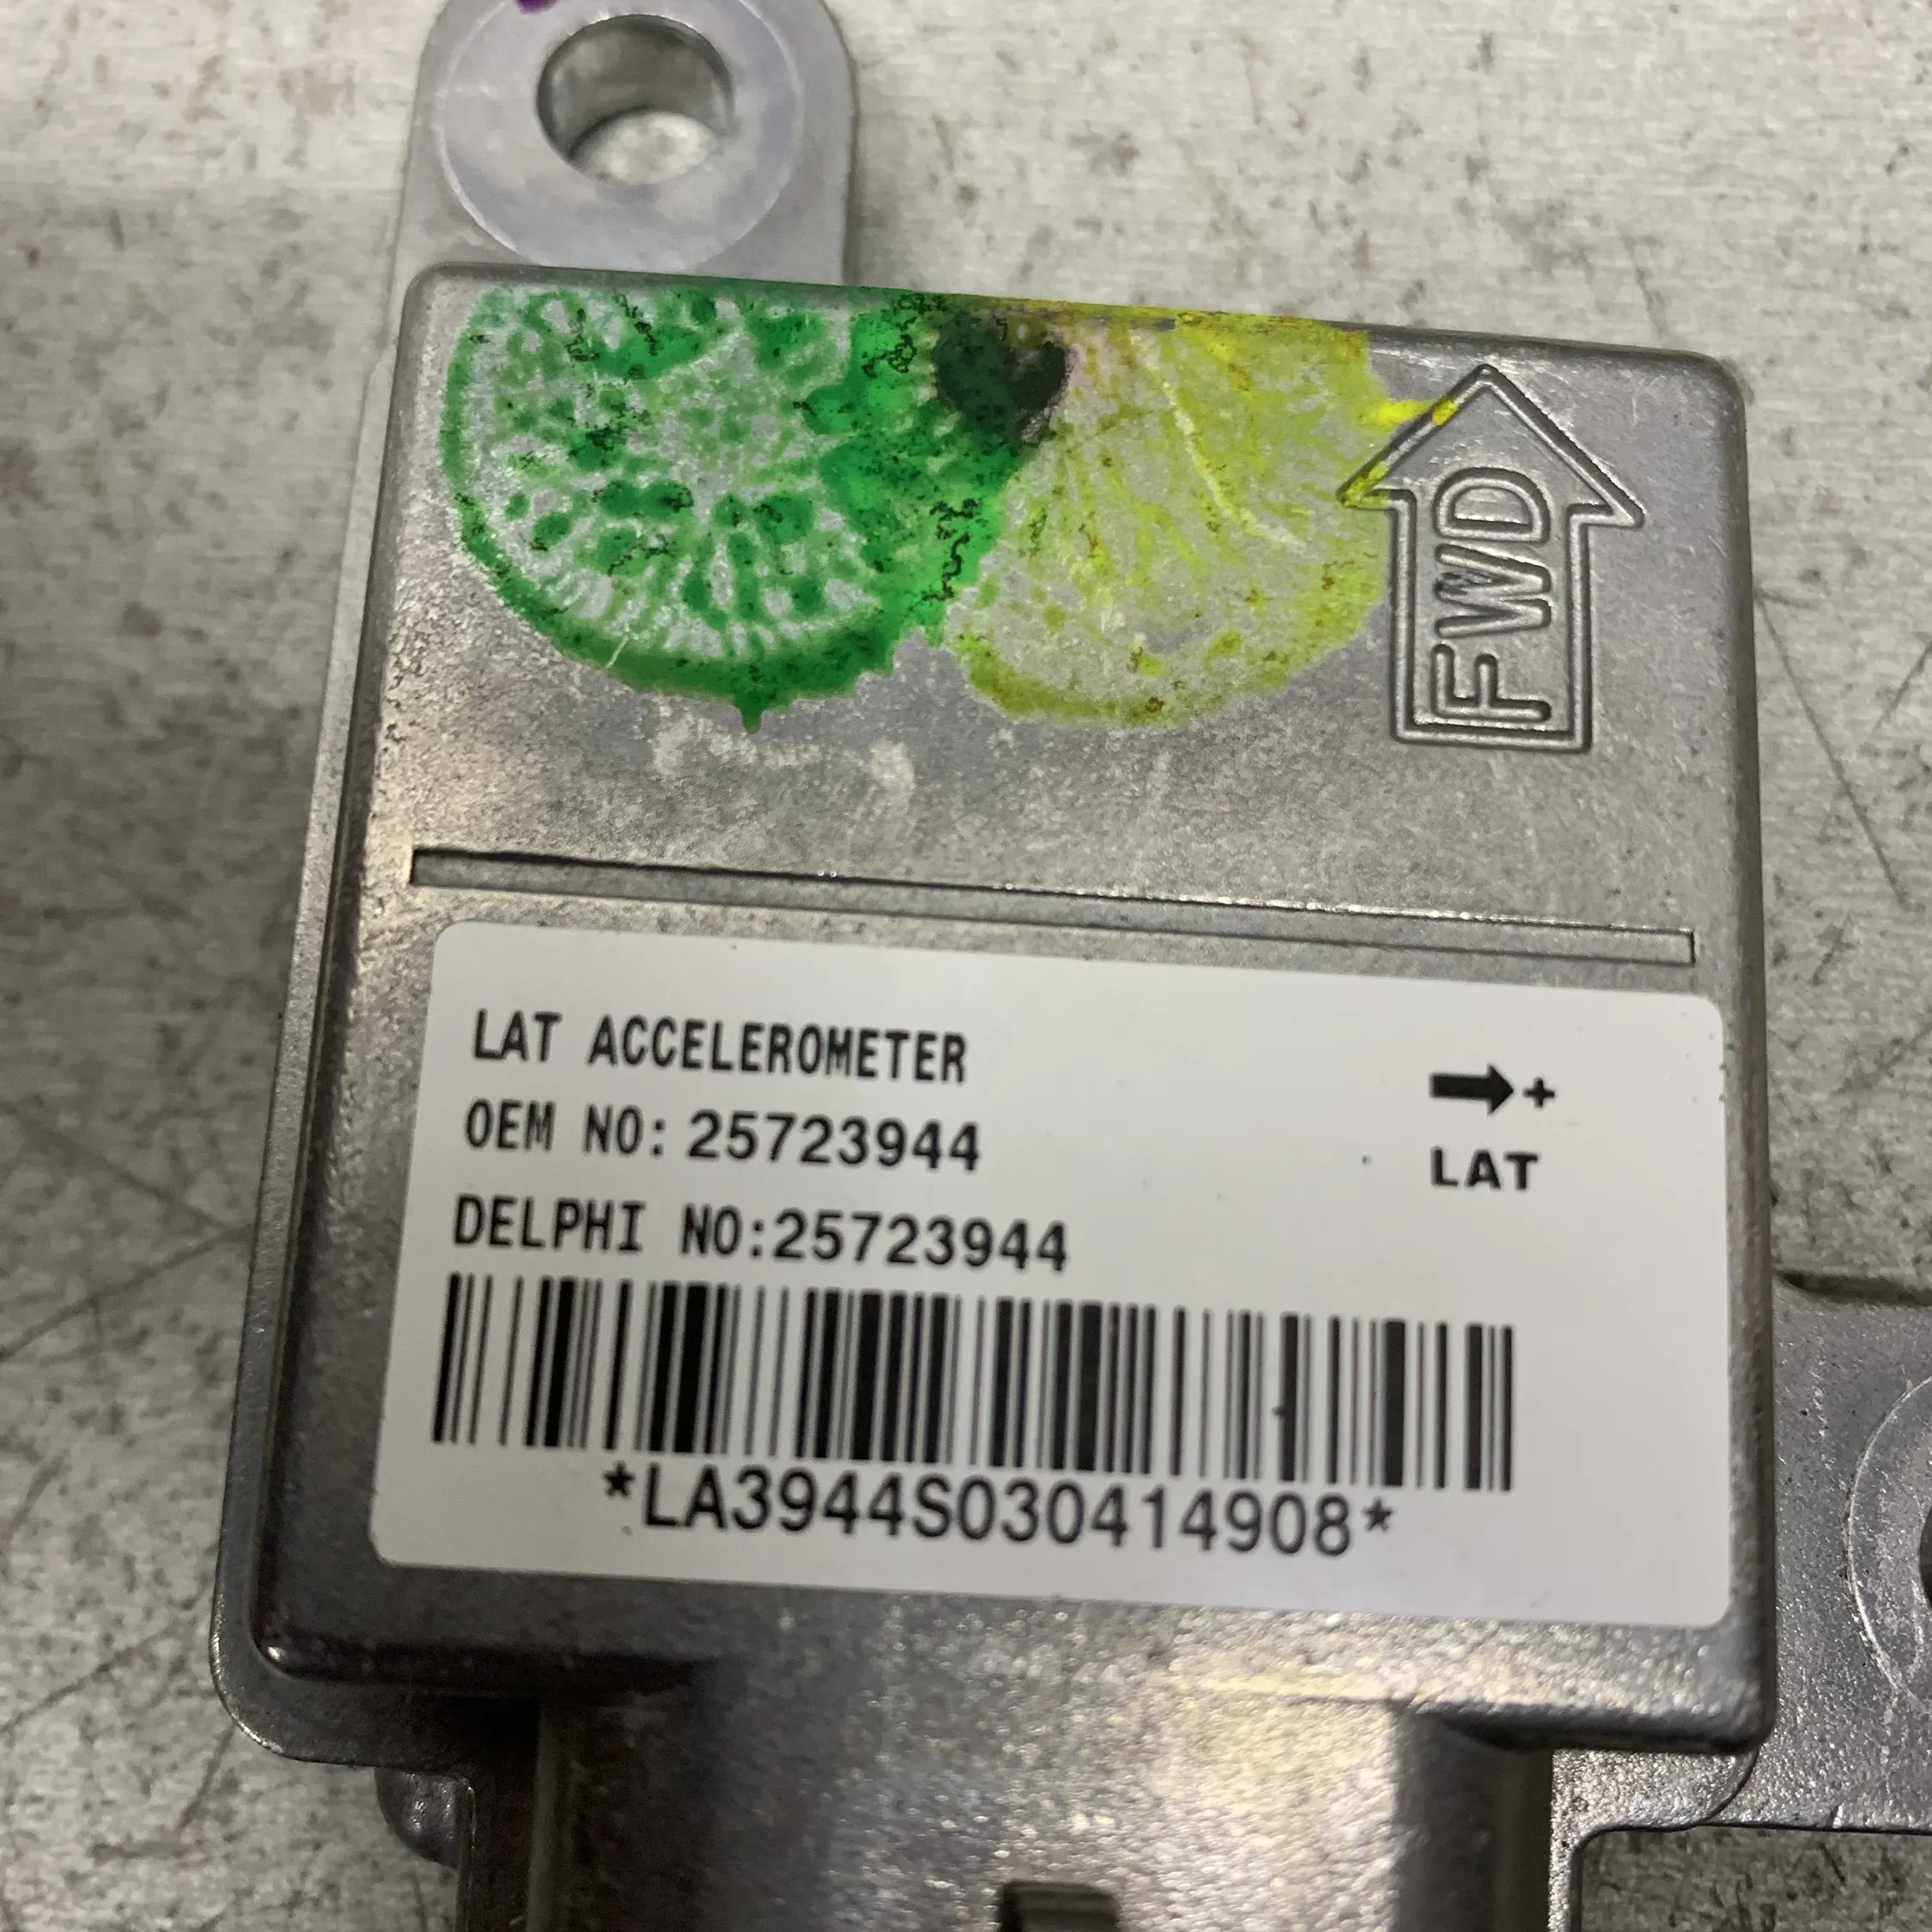 FWD
LAT ACCELEROMETER
OEM NO: 25723944
+
LAT
DELPHI NO:25723944
*LA3944S030414908*